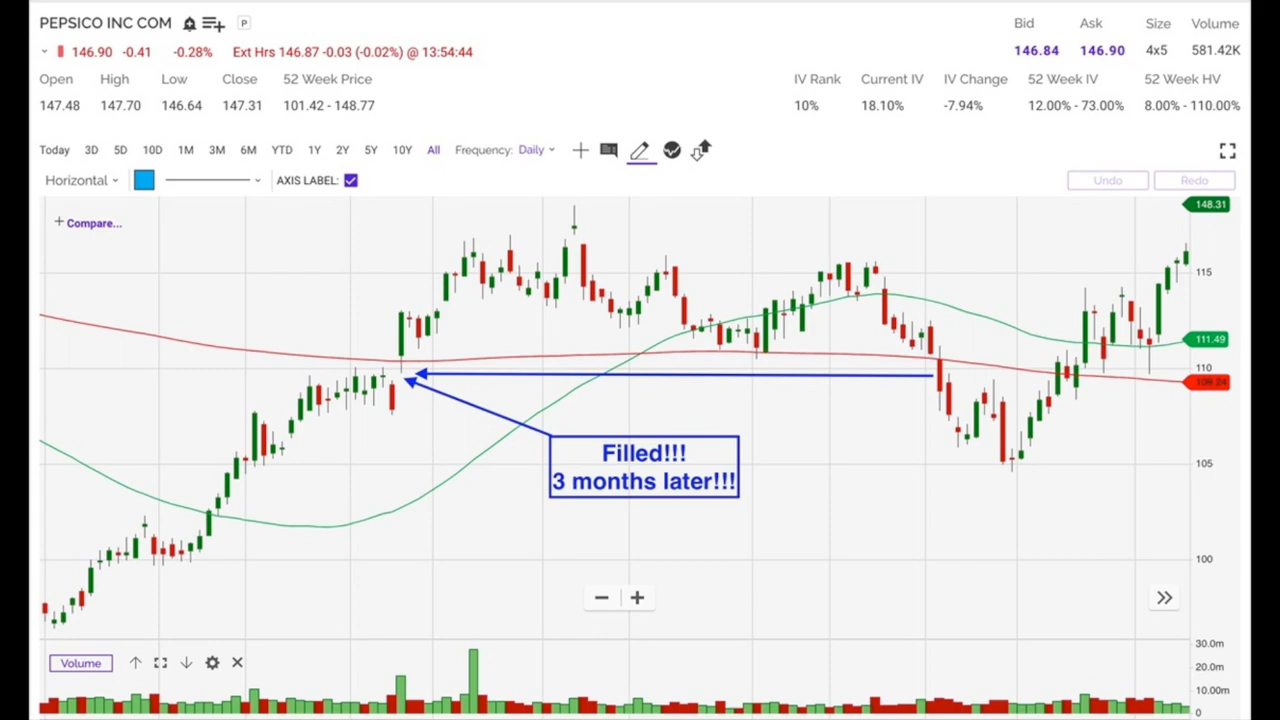 PEPSICO INC COM P
Bid Ask Size Volume
146.90 -0.41 -0.28% Ext Hrs 146.87 -0.03 (-0.02%) @ 13:54:44
146.84 146.90 4x5 581.42K
Open High Low Close 52 Week Price
IV Rank Current IV IV Change 52 Week IV 52 Week HV
147.48 147.70 146.64 147.31 101.42 - 148.77
10% 18.10% -7.94% 12.00% - 73.00% 8.00% - 110.00%
Today 3D 5D 10D 1M 3M 6M YTD 1Y 2Y 5Y 10Y All Frequency: Daily
Horizontal AXIS LABEL: Undo Redo
148.31
+ Compare...
115
111.49
110
109.24
Filled!!!
3 months later!!!
105
100
30.0m
Volume
20.0m
10.00m
0